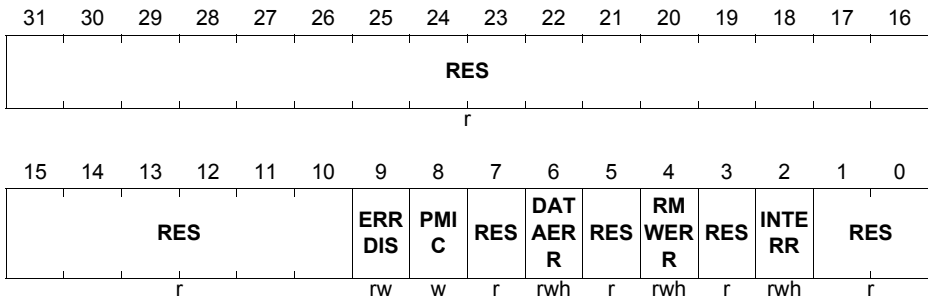 31 30 29 28 27 26 25 24 23 22 21 20 19 18 17 16
RES
r
15 14 13 12 11 10 9 8 7 6 5 4 3 2 1 0
RES
ERR
DIS
PMI
C
RES
DAT
AER
R
RES
RM
WER
R
RES
INTE
RR
RES
r rw w r rwh r rwh r rwh r